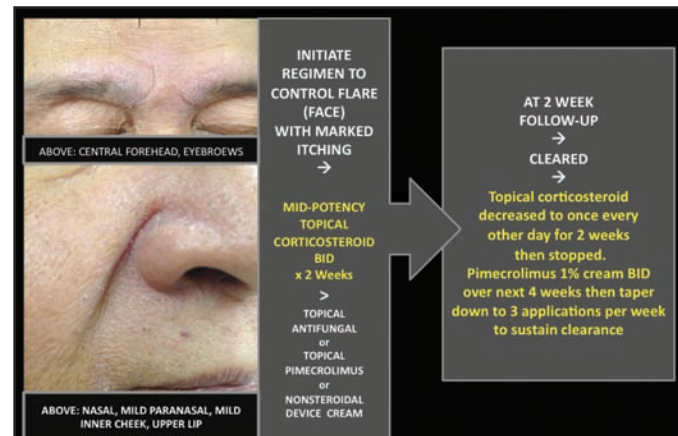 ABOVE: CENTRAL FOREHEAD, EYEBROEWS
ABOVE: NASAL, MILD PARANASAL, MILD
INNER CHEEK, UPPER LIP
INITIATE
REGIMEN TO
CONTROL FLARE
(FACE)
WITH MARKED
ITCHING
→
MID-POTENCY
TOPICAL
CORTICOSTEROID
BID
x 2 Weeks
>
TOPICAL
ANTIFUNGAL
or
TOPICAL
PIMECROLIMUS
or
NONSTEROIDAL
DEVICE CREAM
AT 2 WEEK
FOLLOW-UP
→
CLEARED
→
Topical corticosteroid
decreased to once every
other day for 2 weeks
then stopped.
Pimecrolimus 1% cream BID
over next 4 weeks then taper
down to 3 applications per week
to sustain clearance